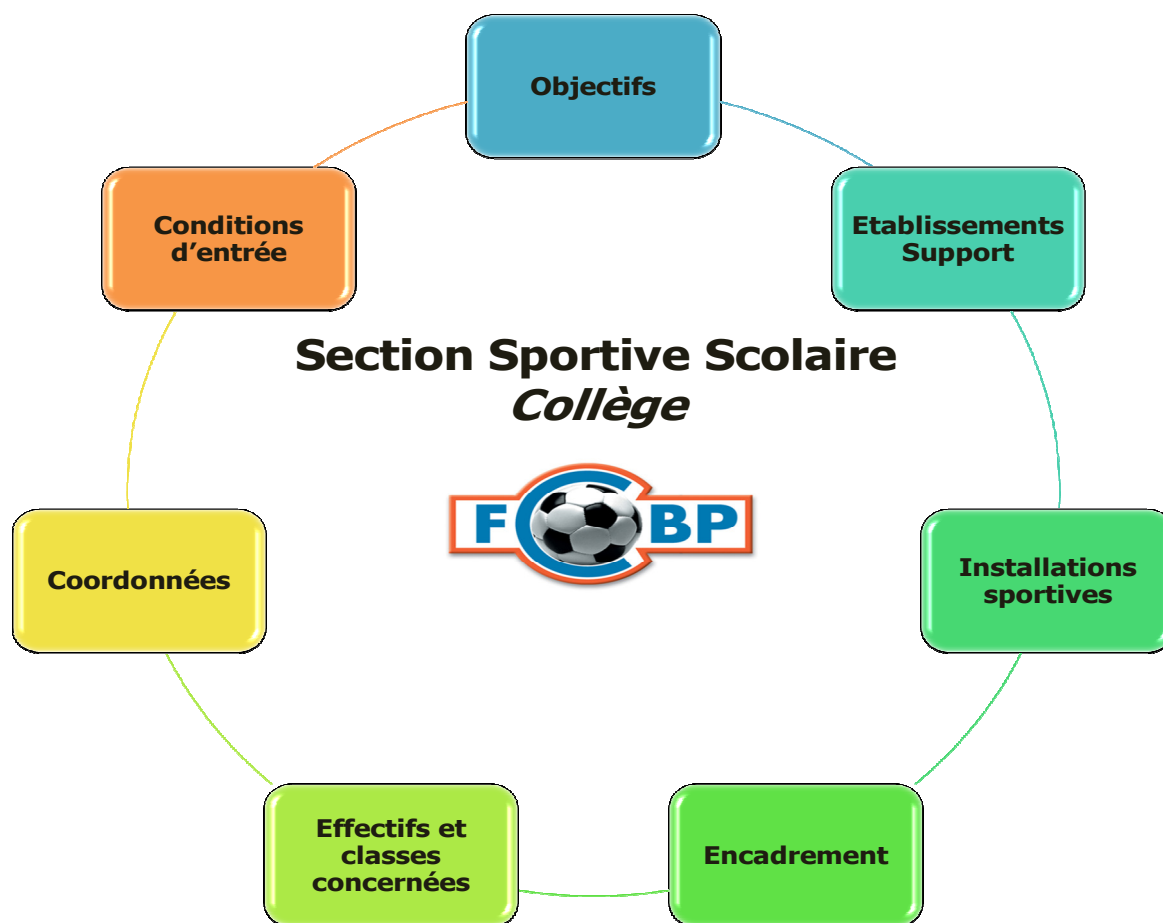 Objectifs
Etablissements
Support
Installations
sportives
Encadrement
Effectifs et
classes
concernées
Coordonnées
Conditions
d'entrée
Section Sportive Scolaire
Collège
FCBP